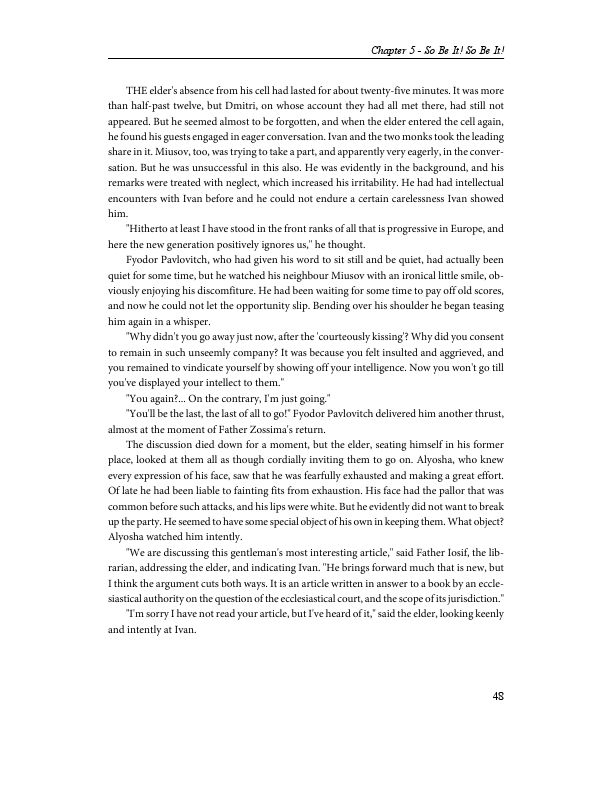 Chapter 5 - So Be It! So Be It!
THE elder's absence from his cell had lasted for about twenty-five minutes. It was more
than half-past twelve, but Dmitri, on whose account they had all met there, had still not
appeared. But he seemed almost to be forgotten, and when the elder entered the cell again,
he found his guests engaged in eager conversation. Ivan and the two monks took the leading
share in it. Miusov, too, was trying to take a part, and apparently very eagerly, in the conver-
sation. But he was unsuccessful in this also. He was evidently in the background, and his
remarks were treated with neglect, which increased his irritability. He had had intellectual
encounters with Ivan before and he could not endure a certain carelessness Ivan showed
him.
"Hitherto at least I have stood in the front ranks of all that is progressive in Europe, and
here the new generation positively ignores us," he thought.
Fyodor Pavlovitch, who had given his word to sit still and be quiet, had actually been
quiet for some time, but he watched his neighbour Miusov with an ironical little smile, ob-
viously enjoying his discomfiture. He had been waiting for some time to pay off old scores,
and now he could not let the opportunity slip. Bending over his shoulder he began teasing
him again in a whisper.
"Why didn't you go away just now, after the 'courteously kissing'? Why did you consent
to remain in such unseemly company? It was because you felt insulted and aggrieved, and
you remained to vindicate yourself by showing off your intelligence. Now you won't go till
you've displayed your intellect to them."
"You again?... On the contrary, I'm just going."
"You'll be the last, the last of all to go!" Fyodor Pavlovitch delivered him another thrust,
almost at the moment of Father Zossima's return.
The discussion died down for a moment, but the elder, seating himself in his former
place, looked at them all as though cordially inviting them to go on. Alyosha, who knew
every expression of his face, saw that he was fearfully exhausted and making a great effort.
Of late he had been liable to fainting fits from exhaustion. His face had the pallor that was
common before such attacks, and his lips were white. But he evidently did not want to break
up the party. He seemed to have some special object of his own in keeping them. What object?
Alyosha watched him intently.
"We are discussing this gentleman's most interesting article," said Father Iosif, the lib-
rarian, addressing the elder, and indicating Ivan. "He brings forward much that is new, but
I think the argument cuts both ways. It is an article written in answer to a book by an eccle-
siastical authority on the question of the ecclesiastical court, and the scope of its jurisdiction."
"I'm sorry I have not read your article, but I've heard of it," said the elder, looking keenly
and intently at Ivan.
48